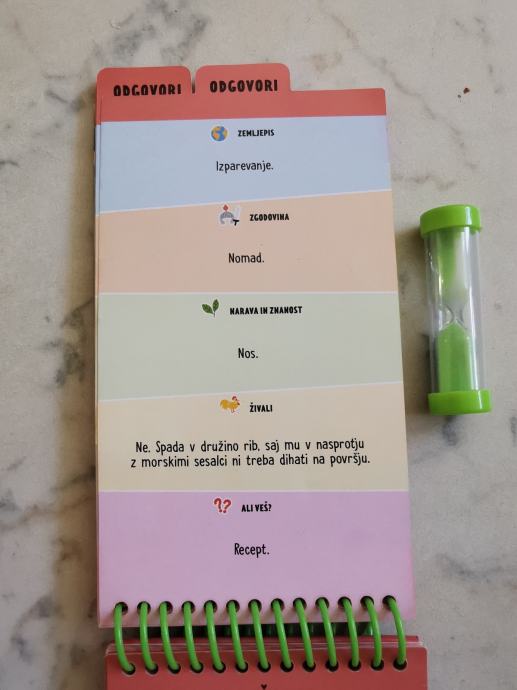 ODGOVORI ODGOVORI
ZEMLJEPIS
Izparevanje.
ZGODOVINA
Nomad.
NARAVA IN ZNANOST
Nos.
ŽIVALI
Ne. Spada v družino rib, saj mu v nasprotju
z morskimi sesalci ni treba dihati na površju.
ALI VEŠ?
Recept.